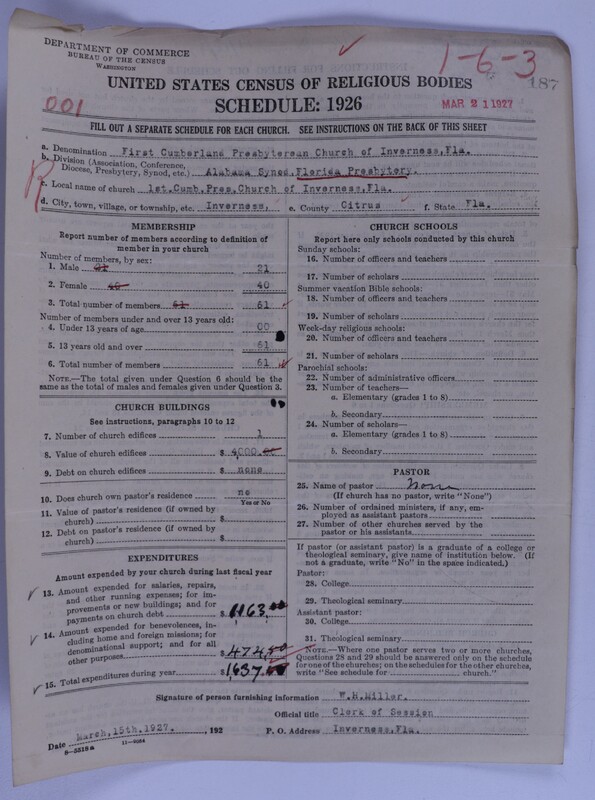 DEPARTMENT OF COMMERCE
BUREAU OF THE CENSUS
WASHINGTON
1-6-3
187
UNITED STATES CENSUS OF RELIGIOUS BODIES
SCHEDULE: 1926
001
MAR 21 1927
FILL OUT A SEPARATE SCHEDULE FOR EACH CHURCH. SEE INSTRUCTIONS ON THE BACK OF THIS SHEET
R
a. Denomination First Cumberland Presbyterean Church of Inverness,Fla.
b. Division (Association, Conference,
Diocese, Presbytery, Synod, etc.) Alabama Synod,Florida Presbytery.
c. Local name of church 1st.Cumb.Pres.Church of Inverness,Fla.
d. City, town, village, or township, etc. Inverness, e. County Citrus f. State Fla.
MEMBERSHIP
Report number of members according to definition of
member in your church
Number of members, by sex:
1. Male 21 21
2. Female 40 40
3. Total number of members 61 61
Number of members under and over 13 years old:
4. Under 13 years of age 00
5. 13 years old and over 61
6. Total number of members 61
NOTE.—The total given under Question 6 should be the
same as the total of males and females given under Question 3.
CHURCH BUILDINGS
See instructions, paragraphs 10 to 12
7. Number of church edifices 1
8. Value of church edifices $ 4000.00
9. Debt on church edifices $ none
10. Does church own pastor's residence no
Yes or No
11. Value of pastor's residence (if owned by
church) $
12. Debt on pastor's residence (if owned by
church) $
EXPENDITURES
Amount expended by your church during last fiscal year
13. Amount expended for salaries, repairs,
and other running expenses; for im-
provements or new buildings; and for
payments on church debt $
14. Amount expended for benevolences, in-
cluding home and foreign missions; for
denominational support; and for all
other purposes $
15. Total expenditures during year $ 1637.
CHURCH SCHOOLS
Report here only schools conducted by this church
Sunday schools:
16. Number of officers and teachers
17. Number of scholars
Summer vacation Bible schools:
18. Number of officers and teachers
19. Number of scholars
Week-day religious schools:
20. Number of officers and teachers
21. Number of scholars
Parochial schools:
22. Number of administrative officers
23. Number of teachers—
a. Elementary (grades 1 to 8)
b. Secondary
24. Number of scholars—
a. Elementary (grades 1 to 8)
b. Secondary
PASTOR
25. Name of pastor None
(If church has no pastor, write "None")
26. Number of ordained ministers, if any, em-
ployed as assistant pastors
27. Number of other churches served by the
pastor or his assistants
If pastor (or assistant pastor) is a graduate of a college or
theological seminary, give name of institution below. (If
not a graduate, write "No" in the space indicated.)
Pastor:
28. College
29. Theological seminary
Assistant pastor:
30. College
31. Theological seminary
NOTE.—Where one pastor serves two or more churches,
Questions 28 and 29 should be answered only on the schedule
for one of the churches; on the schedules for the other churches,
write "See schedule for church."
Signature of person furnishing information W.H.Miller.
Official title Clerk of Session
Date March,15th.1927. , 192 P. O. Address Inverness,Fla.
8-5518a